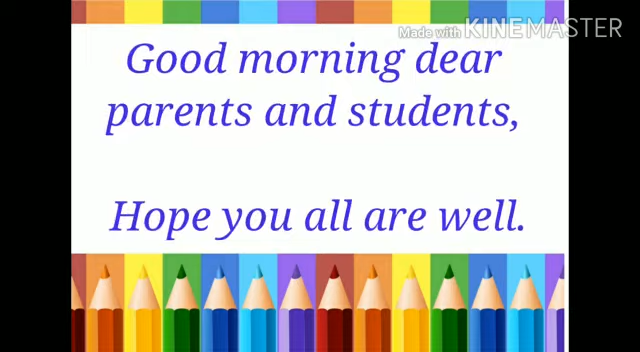 Made with KINEMASTER
Good morning dear
parents and students,
Hope you all are well.